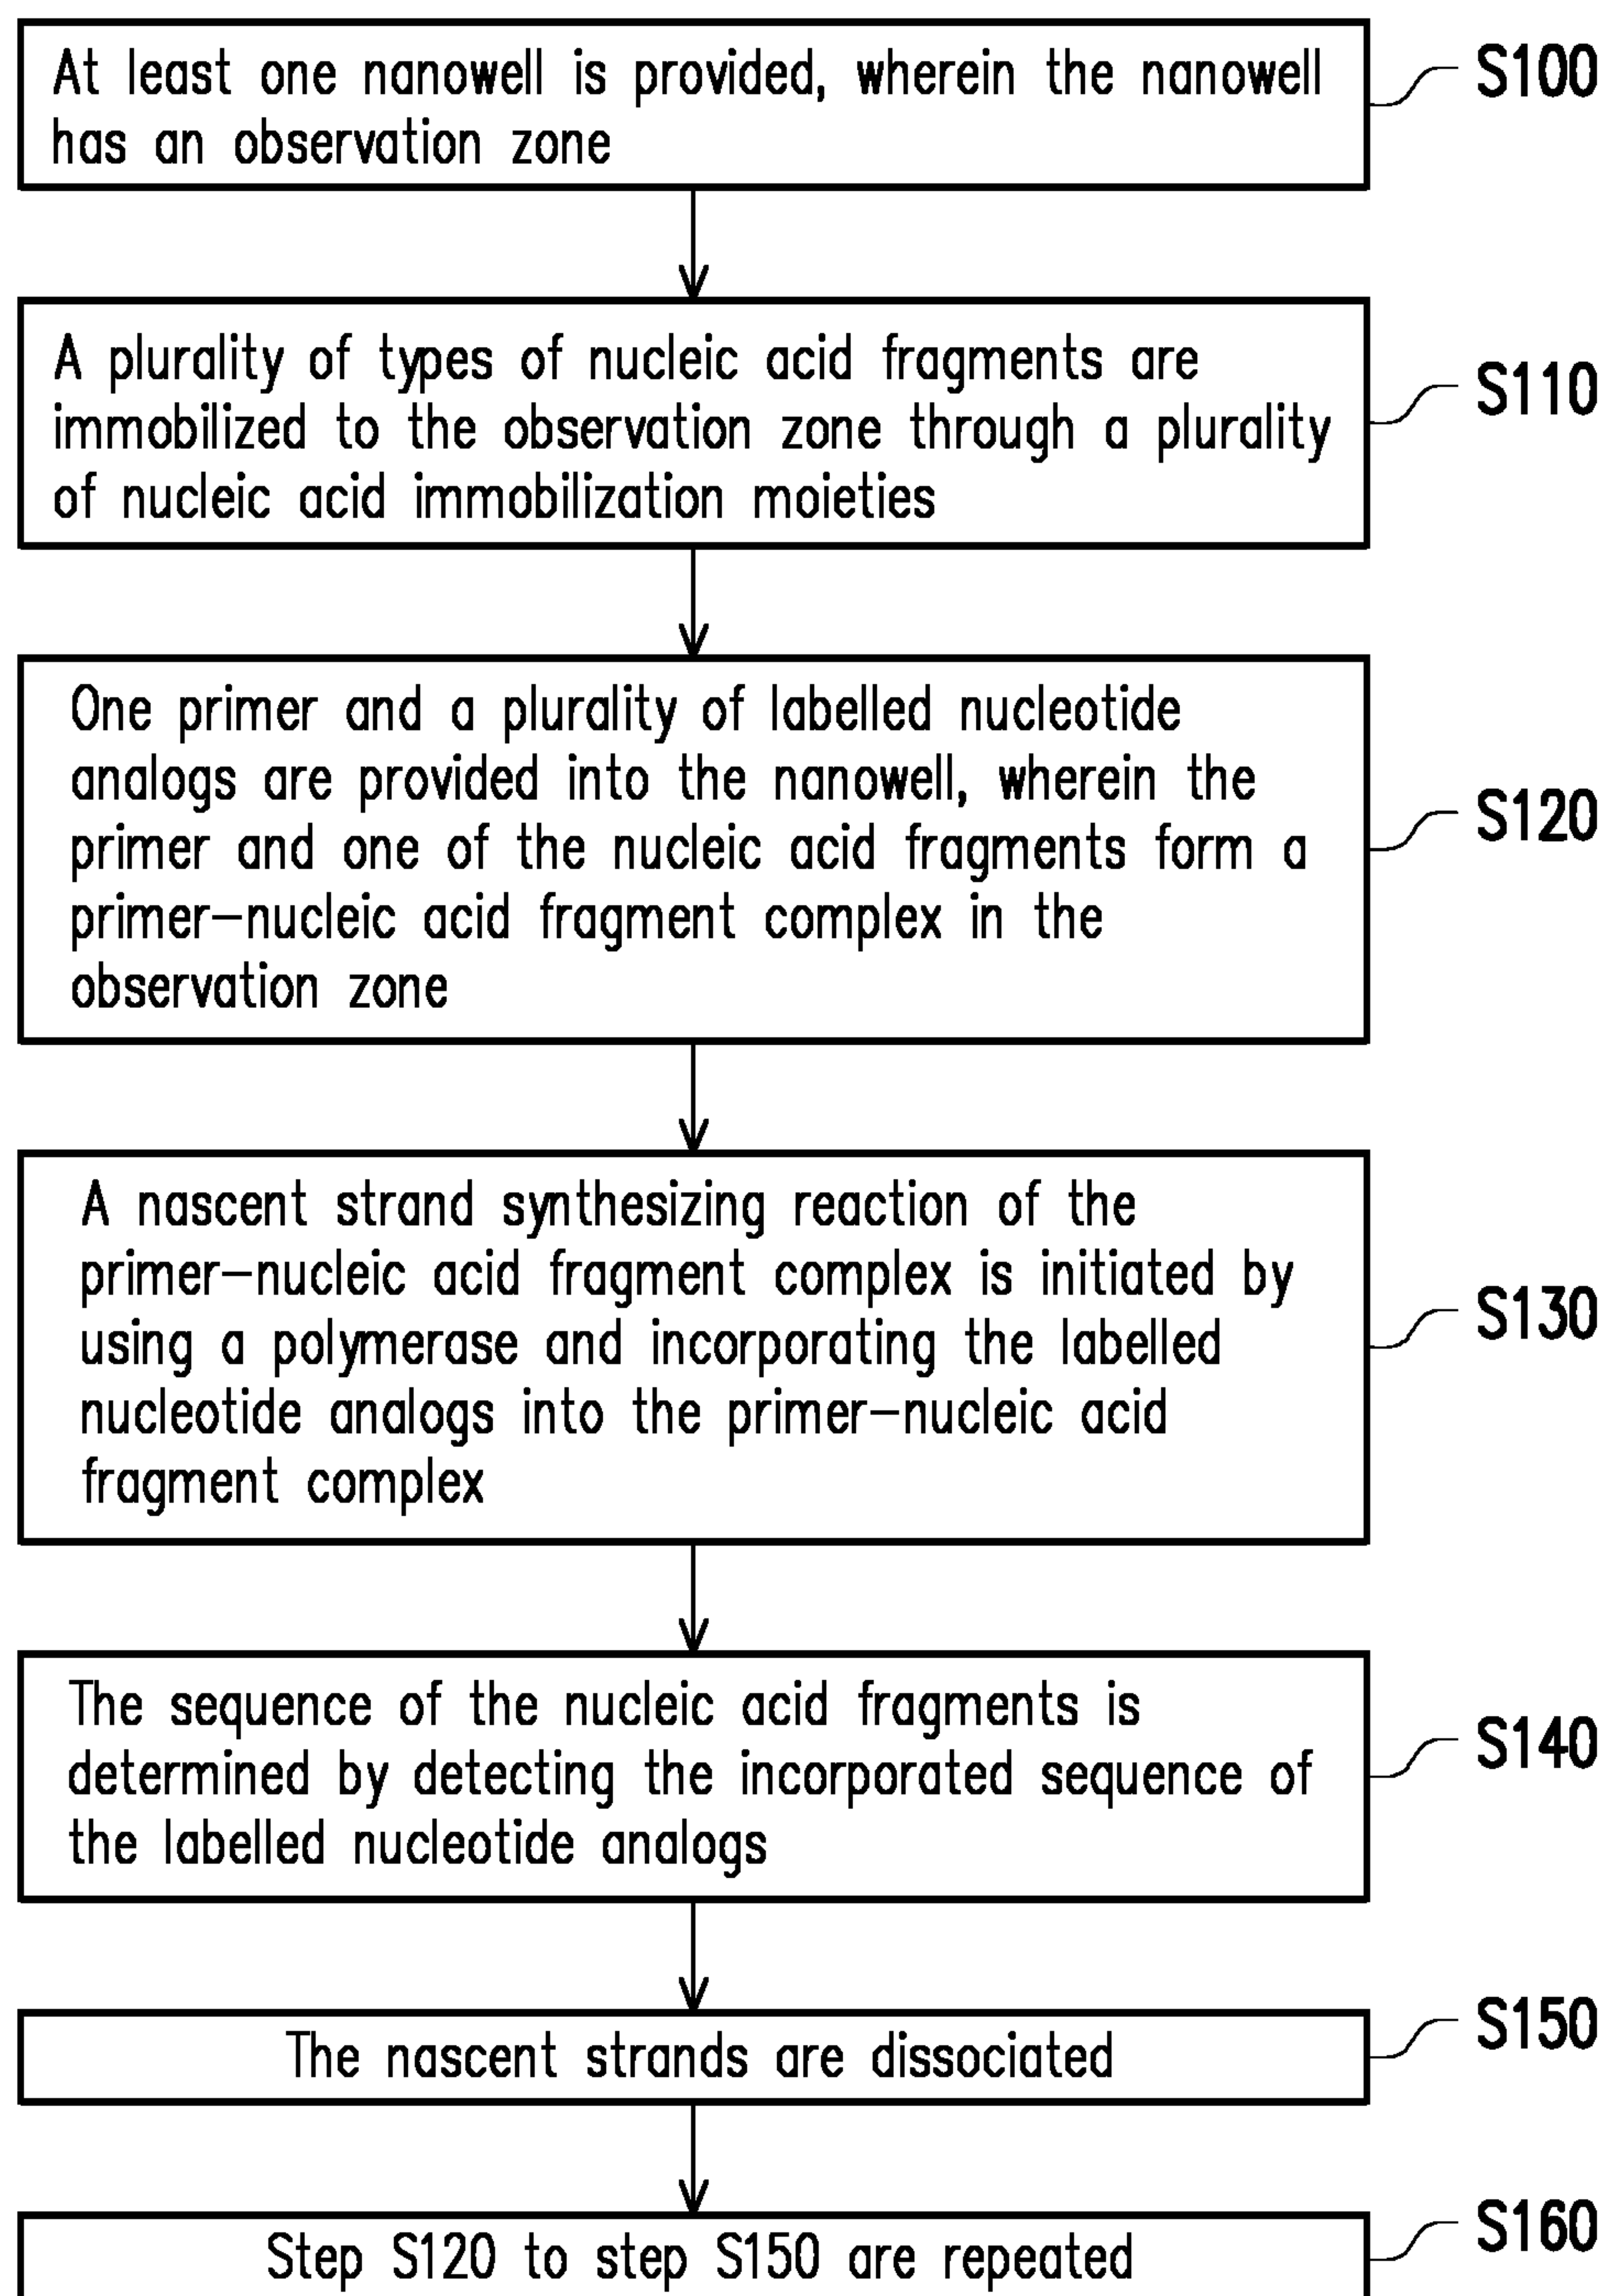 At least one nanowell is provided, wherein the nanowell
has an observation zone
S100
A plurality of types of nucleic acid fragments are
immobilized to the observation zone through a plurality
of nucleic acid immobilization moieties
S110
One primer and a plurality of labelled nucleotide
analogs are provided into the nanowell, wherein the
primer and one of the nucleic acid fragments form a
primer-nucleic acid fragment complex in the
observation zone
S120
A nascent strand synthesizing reaction of the
primer-nucleic acid fragment complex is initiated by
using a polymerase and incorporating the labelled
nucleotide analogs into the primer-nucleic acid
fragment complex
S130
The sequence of the nucleic acid fragments is
determined by detecting the incorporated sequence of
the labelled nucleotide analogs
S140
The nascent strands are dissociated
S150
Step S120 to step S150 are repeated
S160